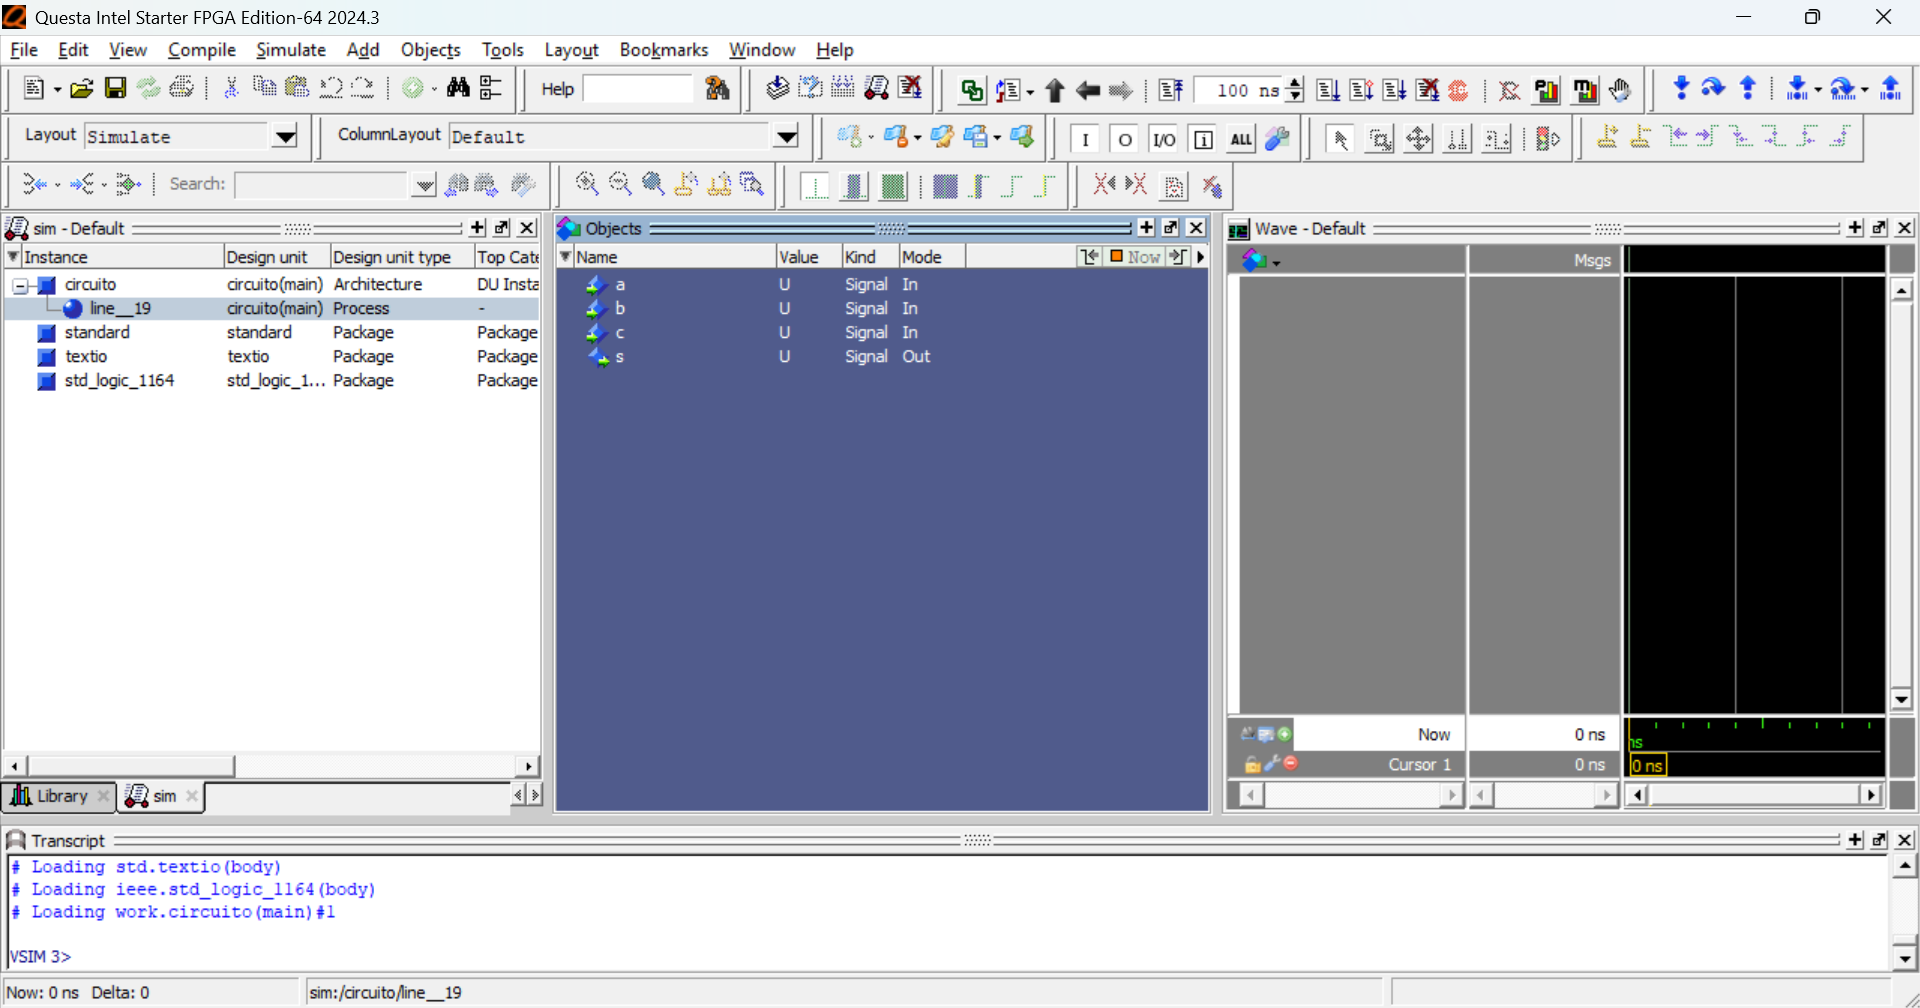 Questa Intel Starter FPGA Edition-64 2024.3
File Edit View Compile Simulate Add Objects Tools Layout Bookmarks Window Help
Help 100 ns
Layout Simulate ColumnLayout Default I O I/O i ALL
Search:
sim - Default
Instance Design unit Design unit type Top Cate
circuito circuito(main) Architecture DU Insta
line__19 circuito(main) Process -
standard standard Package Package
textio textio Package Package
std_logic_1164 std_logic_1... Package Package
Library sim
Objects
Name Value Kind Mode Now
a U Signal In
b U Signal In
c U Signal In
s U Signal Out
Wave - Default
Msgs
Now 0 ns ns
Cursor 1 0 ns 0 ns
Transcript
# Loading std.textio(body)
# Loading ieee.std_logic_1164(body)
# Loading work.circuito(main)#1
VSIM 3>
Now: 0 ns Delta: 0 sim:/circuito/line__19